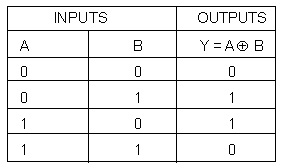 INPUTS OUTPUTS
A B Y = A ⊕ B
0 0 0
0 1 1
1 0 1
1 1 0